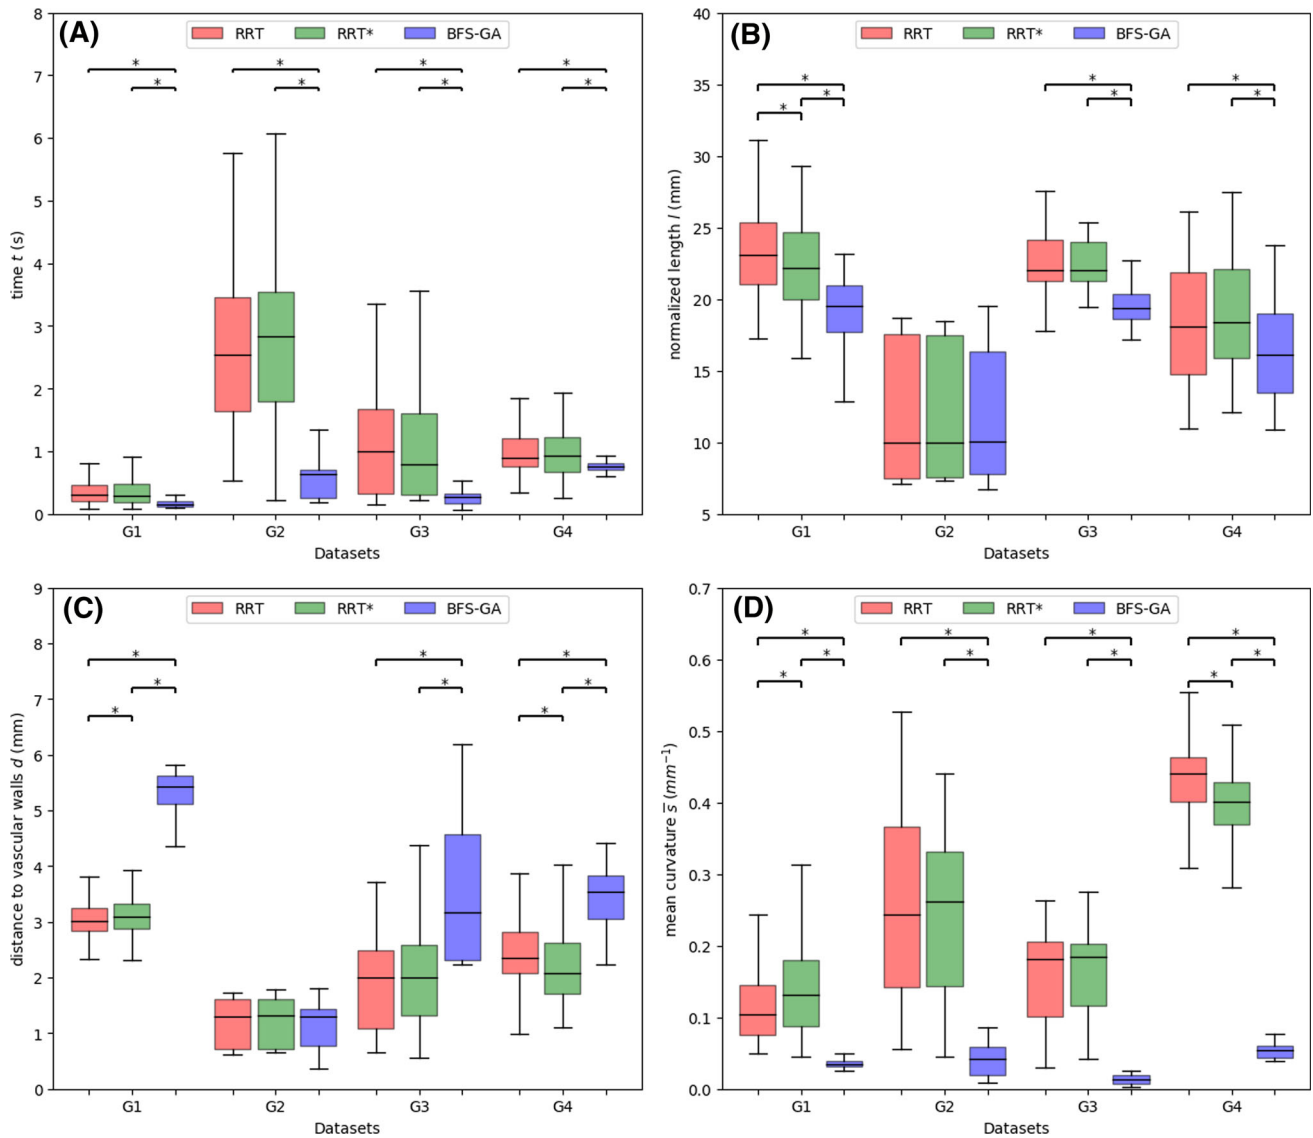 (A)
RRT RRT* BFS-GA
8
7
6
5
4
3
2
1
0
time t (s)
* * * *
* * * *
G1 G2 G3 G4
Datasets
(B)
RRT RRT* BFS-GA
40
35
30
25
20
15
10
5
normalized length l (mm)
* * *
* * *
*
G1 G2 G3 G4
Datasets
(C)
RRT RRT* BFS-GA
9
8
7
6
5
4
3
2
1
0
distance to vascular walls d (mm)
* * *
* * *
* *
G1 G2 G3 G4
Datasets
(D)
RRT RRT* BFS-GA
0.7
0.6
0.5
0.4
0.3
0.2
0.1
0.0
mean curvature s̅ (mm⁻¹)
* * * *
* * * *
* *
G1 G2 G3 G4
Datasets